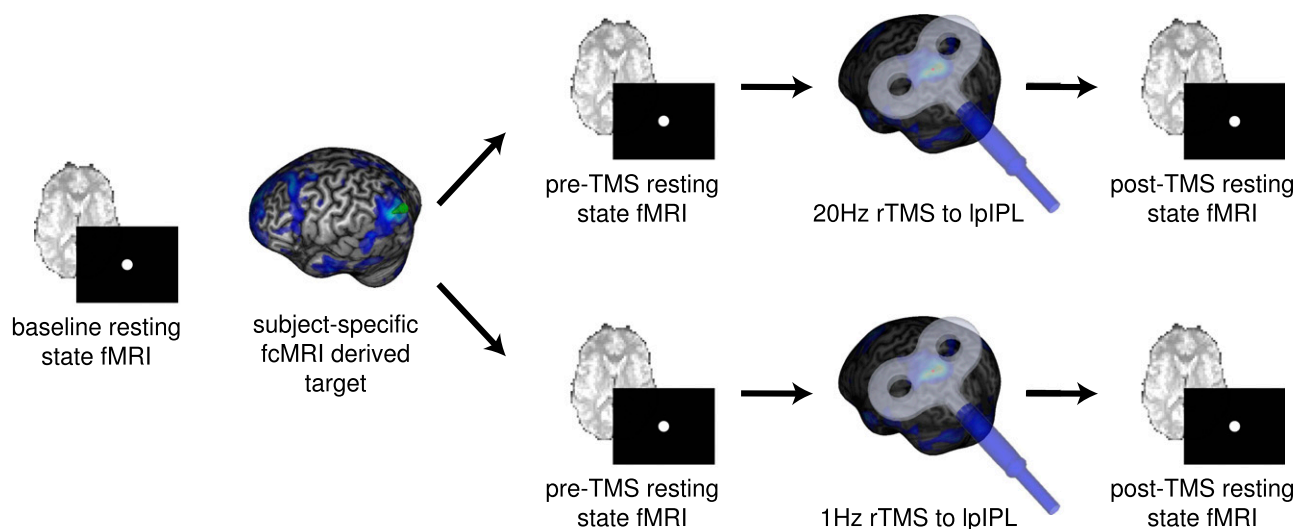 baseline resting
state fMRI
subject-specific
fcMRI derived
target
pre-TMS resting
state fMRI
20Hz rTMS to lpIPL
post-TMS resting
state fMRI
pre-TMS resting
state fMRI
1Hz rTMS to lpIPL
post-TMS resting
state fMRI